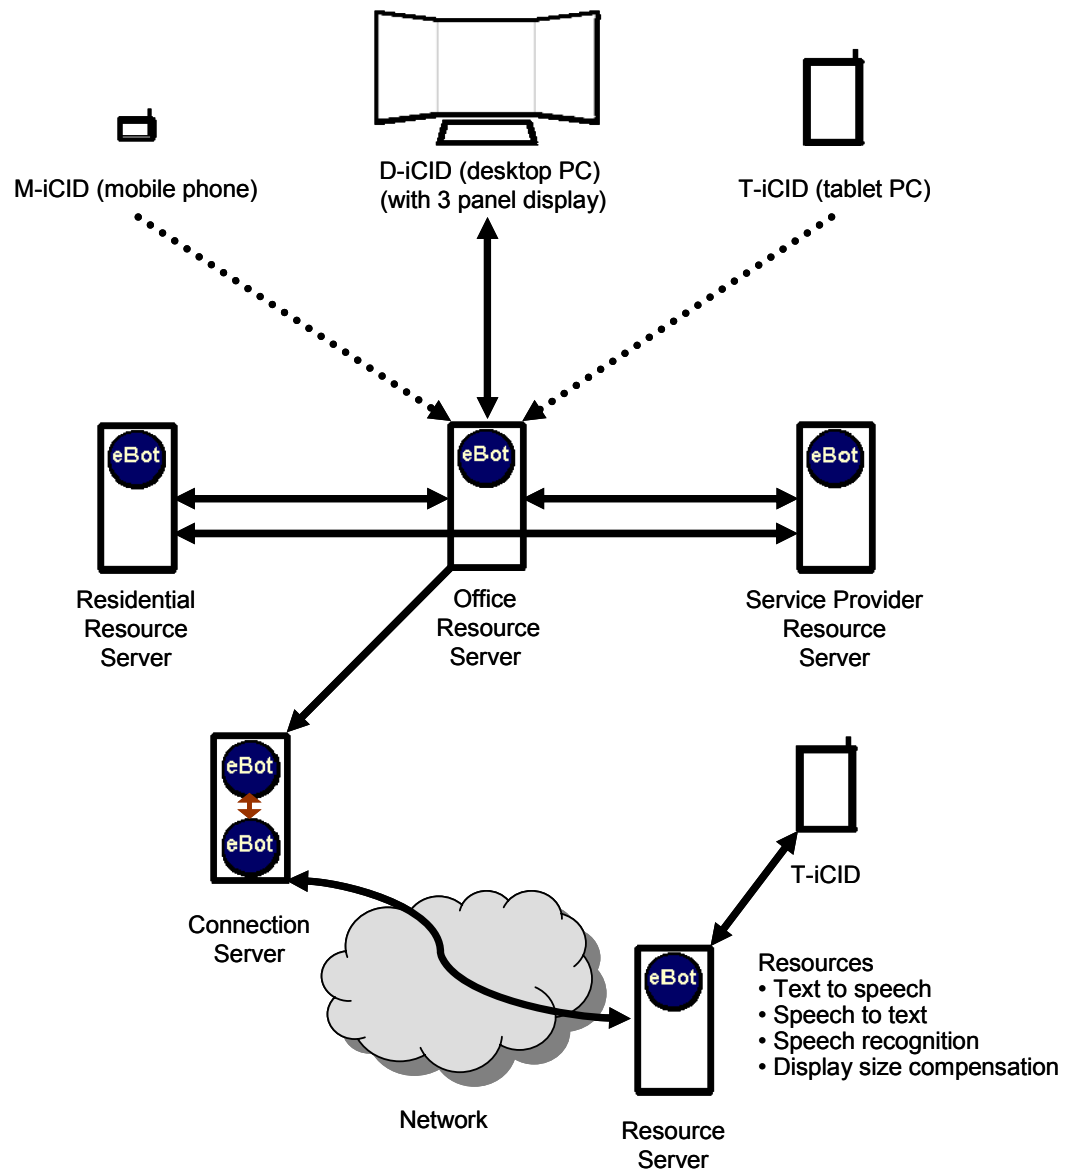 M-iCID (mobile phone)
D-iCID (desktop PC)
(with 3 panel display)
T-iCID (tablet PC)
eBot
eBot
eBot
Residential
Resource
Server
Office
Resource
Server
Service Provider
Resource
Server
eBot
eBot
Connection
Server
T-iCID
Network
eBot
Resource
Server
Resources
• Text to speech
• Speech to text
• Speech recognition
• Display size compensation